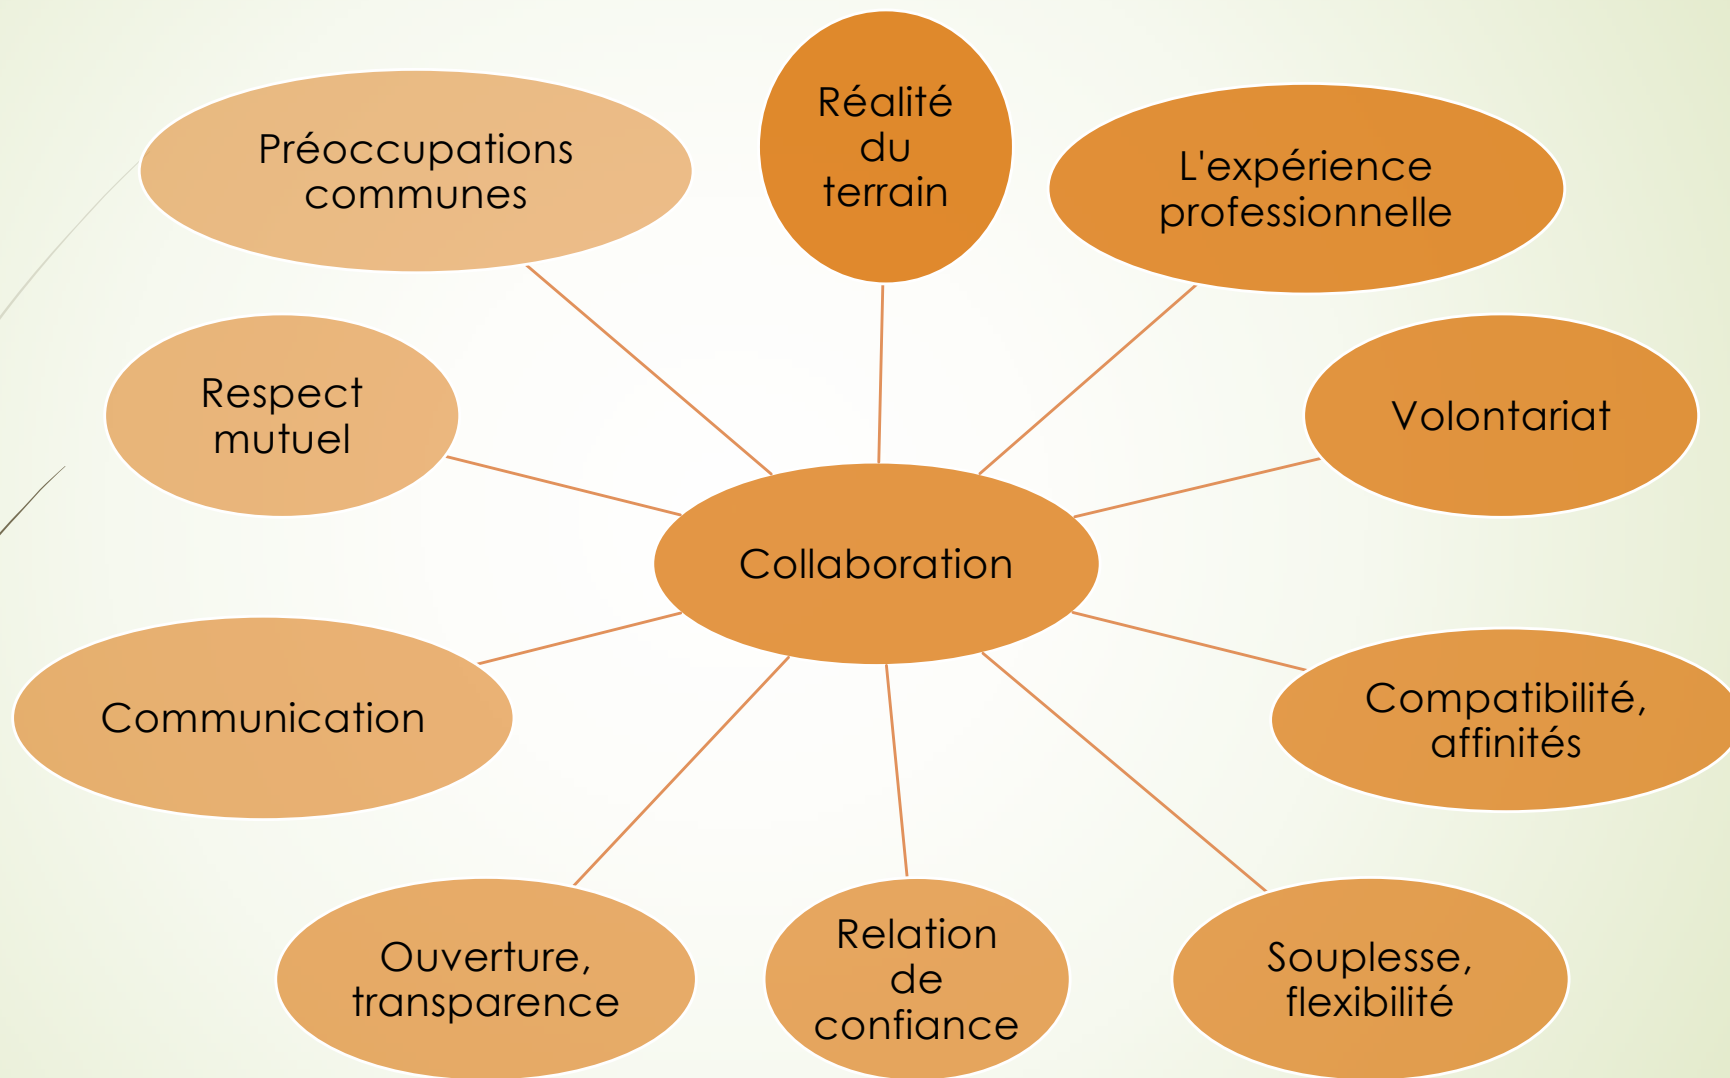 Réalité
du
terrain
Préoccupations
communes
L'expérience
professionnelle
Respect
mutuel
Volontariat
Collaboration
Communication
Compatibilité,
affinités
Ouverture,
transparence
Relation
de
confiance
Souplesse,
flexibilité